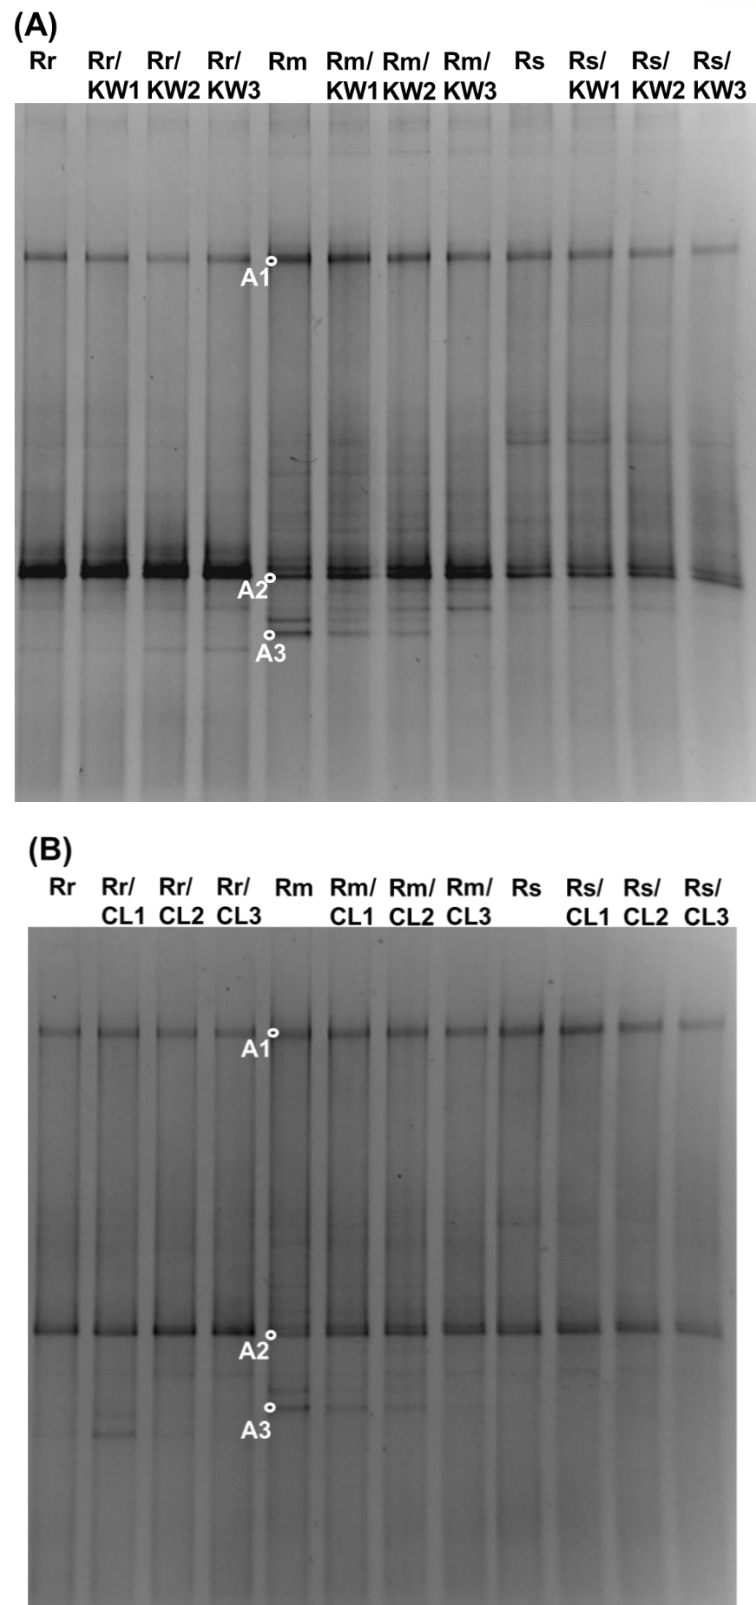 (A)
Rr Rr/ Rr/ Rr/ Rm Rm/ Rm/ Rm/ Rs Rs/ Rs/ Rs/
KW1 KW2 KW3 KW1 KW2 KW3 KW1 KW2 KW3
A1
A2
A3
(B)
Rr Rr/ Rr/ Rr/ Rm Rm/ Rm/ Rm/ Rs Rs/ Rs/ Rs/
CL1 CL2 CL3 CL1 CL2 CL3 CL1 CL2 CL3
A1
A2
A3